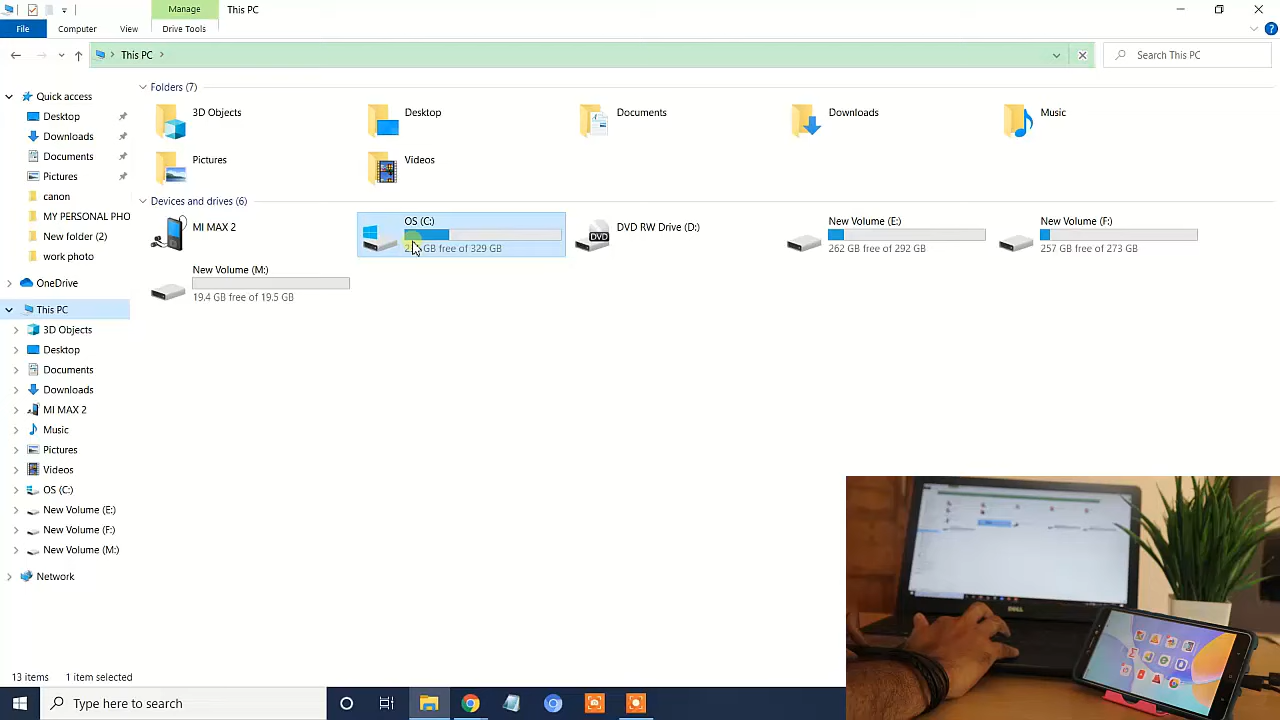 Manage
This PC
File
Computer
View
Drive Tools
This PC
Search This PC
Quick access
Desktop
Downloads
Documents
Pictures
canon
MY PERSONAL PHO
New folder (2)
work photo
OneDrive
This PC
3D Objects
Desktop
Documents
Downloads
MI MAX 2
Music
Pictures
Videos
OS (C:)
New Volume (E:)
New Volume (F:)
New Volume (M:)
Network
Folders (7)
3D Objects
Desktop
Documents
Downloads
Music
Pictures
Videos
Devices and drives (6)
MI MAX 2
OS (C:)
GB free of 329 GB
DVD RW Drive (D:)
DVD
New Volume (E:)
262 GB free of 292 GB
New Volume (F:)
257 GB free of 273 GB
New Volume (M:)
19.4 GB free of 19.5 GB
13 items
1 item selected
Type here to search
DELL